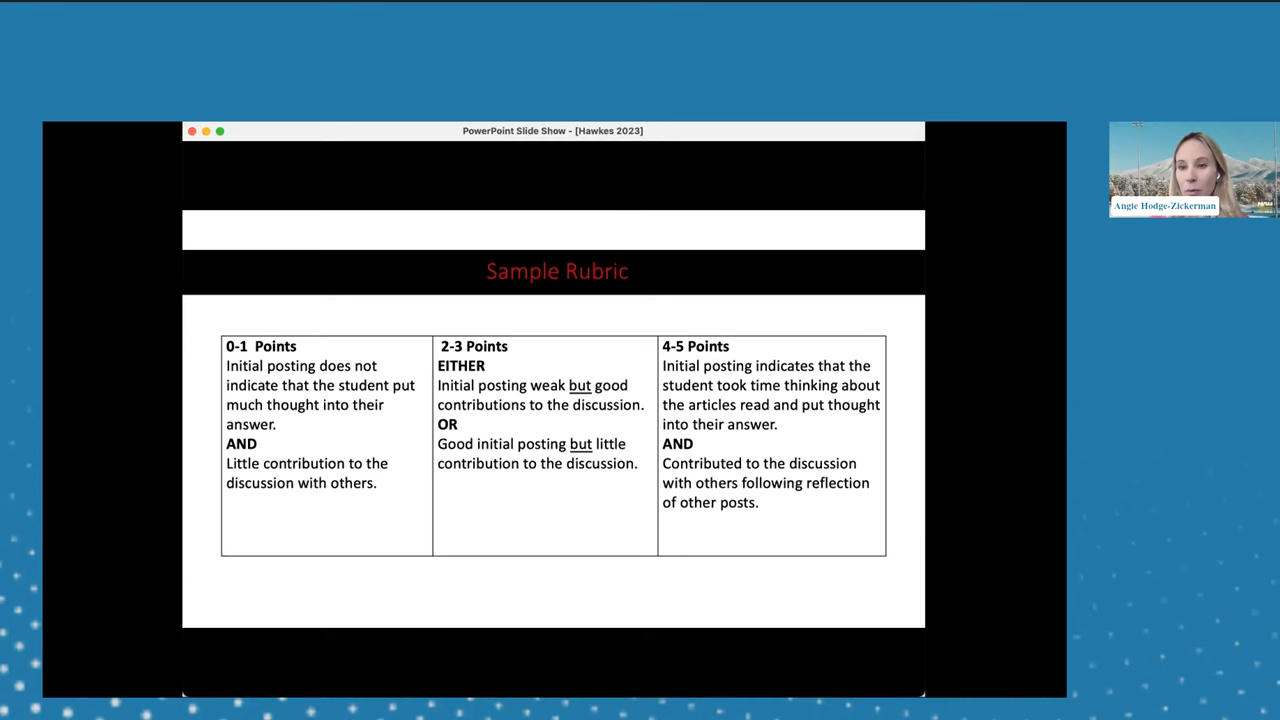 PowerPoint Slide Show - [Hawkes 2023]
Angie Hodge-Zickerman
Sample Rubric
0-1 Points
Initial posting does not
indicate that the student put
much thought into their
answer.
AND
Little contribution to the
discussion with others.
2-3 Points
EITHER
Initial posting weak but good
contributions to the discussion.
OR
Good initial posting but little
contribution to the discussion.
4-5 Points
Initial posting indicates that the
student took time thinking about
the articles read and put thought
into their answer.
AND
Contributed to the discussion
with others following reflection
of other posts.